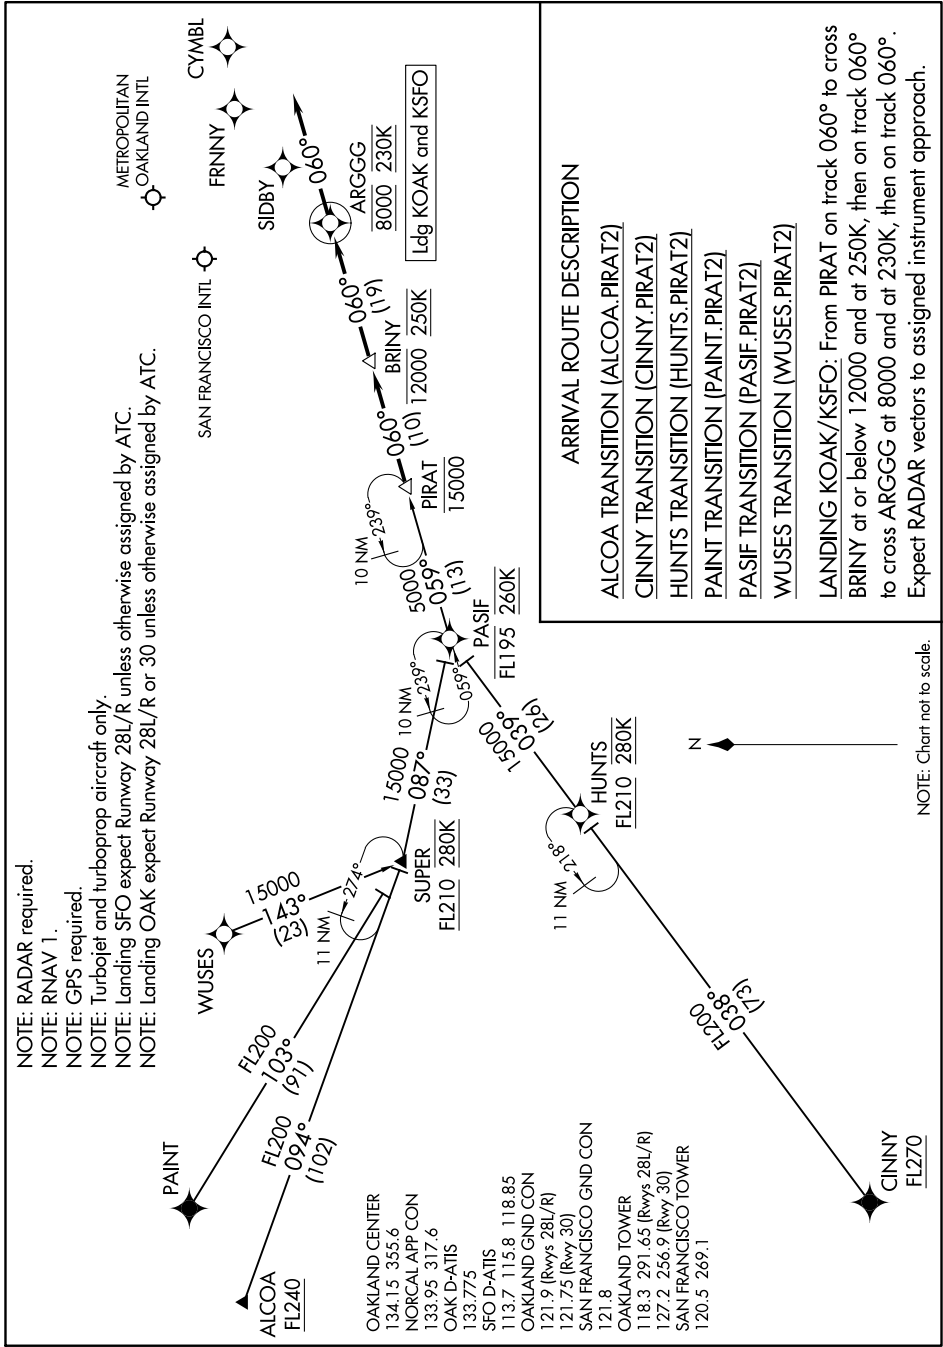 NOTE: RADAR required.
NOTE: RNAV 1.
NOTE: GPS required.
NOTE: Turbojet and turboprop aircraft only.
NOTE: Landing SFO expect Runway 28L/R unless otherwise assigned by ATC.
NOTE: Landing OAK expect Runway 28L/R or 30 unless otherwise assigned by ATC.
METROPOLITAN
OAKLAND INTL
SAN FRANCISCO INTL
CYMBL
FRNNY
SIDBY
060°
ARGGG
8000 230K
Ldg KOAK and KSFO
060°
(19)
BRINY
12000 250K
060°
(10)
PIRAT
15000
10 NM
239°
5000
059°
(13)
PASIF
FL195 260K
10 NM
239°
059°
15000
087°
(33)
SUPER
FL210 280K
11 NM
274°
WUSES
15000
143°
(23)
PAINT
FL200
103°
(91)
ALCOA
FL240
FL200
094°
(102)
15000
039°
(26)
HUNTS
FL210 280K
11 NM
218°
FL200
038°
(73)
CINNY
FL270
OAKLAND CENTER
134.15 355.6
NORCAL APP CON
133.95 317.6
OAK D-ATIS
133.775
SFO D-ATIS
113.7 115.8 118.85
OAKLAND GND CON
121.9 (Rwys 28L/R)
121.75 (Rwy 30)
SAN FRANCISCO GND CON
121.8
OAKLAND TOWER
118.3 291.65 (Rwys 28L/R)
127.2 256.9 (Rwy 30)
SAN FRANCISCO TOWER
120.5 269.1
N
NOTE: Chart not to scale.
ARRIVAL ROUTE DESCRIPTION
ALCOA TRANSITION (ALCOA.PIRAT2)
CINNY TRANSITION (CINNY.PIRAT2)
HUNTS TRANSITION (HUNTS.PIRAT2)
PAINT TRANSITION (PAINT.PIRAT2)
PASIF TRANSITION (PASIF.PIRAT2)
WUSES TRANSITION (WUSES.PIRAT2)
LANDING KOAK/KSFO: From PIRAT on track 060° to cross
BRINY at or below 12000 and at 250K, then on track 060°
to cross ARGGG at 8000 and at 230K, then on track 060°.
Expect RADAR vectors to assigned instrument approach.